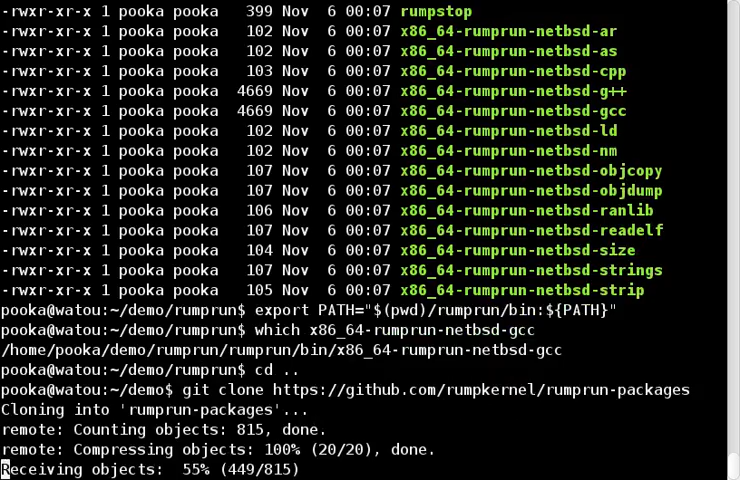 -rwxr-xr-x 1 pooka pooka   399 Nov  6 00:07 rumpstop
-rwxr-xr-x 1 pooka pooka   102 Nov  6 00:07 x86_64-rumprun-netbsd-ar
-rwxr-xr-x 1 pooka pooka   102 Nov  6 00:07 x86_64-rumprun-netbsd-as
-rwxr-xr-x 1 pooka pooka   103 Nov  6 00:07 x86_64-rumprun-netbsd-cpp
-rwxr-xr-x 1 pooka pooka  4669 Nov  6 00:07 x86_64-rumprun-netbsd-g++
-rwxr-xr-x 1 pooka pooka  4669 Nov  6 00:07 x86_64-rumprun-netbsd-gcc
-rwxr-xr-x 1 pooka pooka   102 Nov  6 00:07 x86_64-rumprun-netbsd-ld
-rwxr-xr-x 1 pooka pooka   102 Nov  6 00:07 x86_64-rumprun-netbsd-nm
-rwxr-xr-x 1 pooka pooka   107 Nov  6 00:07 x86_64-rumprun-netbsd-objcopy
-rwxr-xr-x 1 pooka pooka   107 Nov  6 00:07 x86_64-rumprun-netbsd-objdump
-rwxr-xr-x 1 pooka pooka   106 Nov  6 00:07 x86_64-rumprun-netbsd-ranlib
-rwxr-xr-x 1 pooka pooka   107 Nov  6 00:07 x86_64-rumprun-netbsd-readelf
-rwxr-xr-x 1 pooka pooka   104 Nov  6 00:07 x86_64-rumprun-netbsd-size
-rwxr-xr-x 1 pooka pooka   107 Nov  6 00:07 x86_64-rumprun-netbsd-strings
-rwxr-xr-x 1 pooka pooka   105 Nov  6 00:07 x86_64-rumprun-netbsd-strip
pooka@watou:~/demo/rumprun$ export PATH="$(pwd)/rumprun/bin:${PATH}"
pooka@watou:~/demo/rumprun$ which x86_64-rumprun-netbsd-gcc
/home/pooka/demo/rumprun/rumprun/bin/x86_64-rumprun-netbsd-gcc
pooka@watou:~/demo/rumprun$ cd ..
pooka@watou:~/demo$ git clone https://github.com/rumpkernel/rumprun-packages
Cloning into 'rumprun-packages'...
remote: Counting objects: 815, done.
remote: Compressing objects: 100% (20/20), done.
Receiving objects:  55% (449/815)